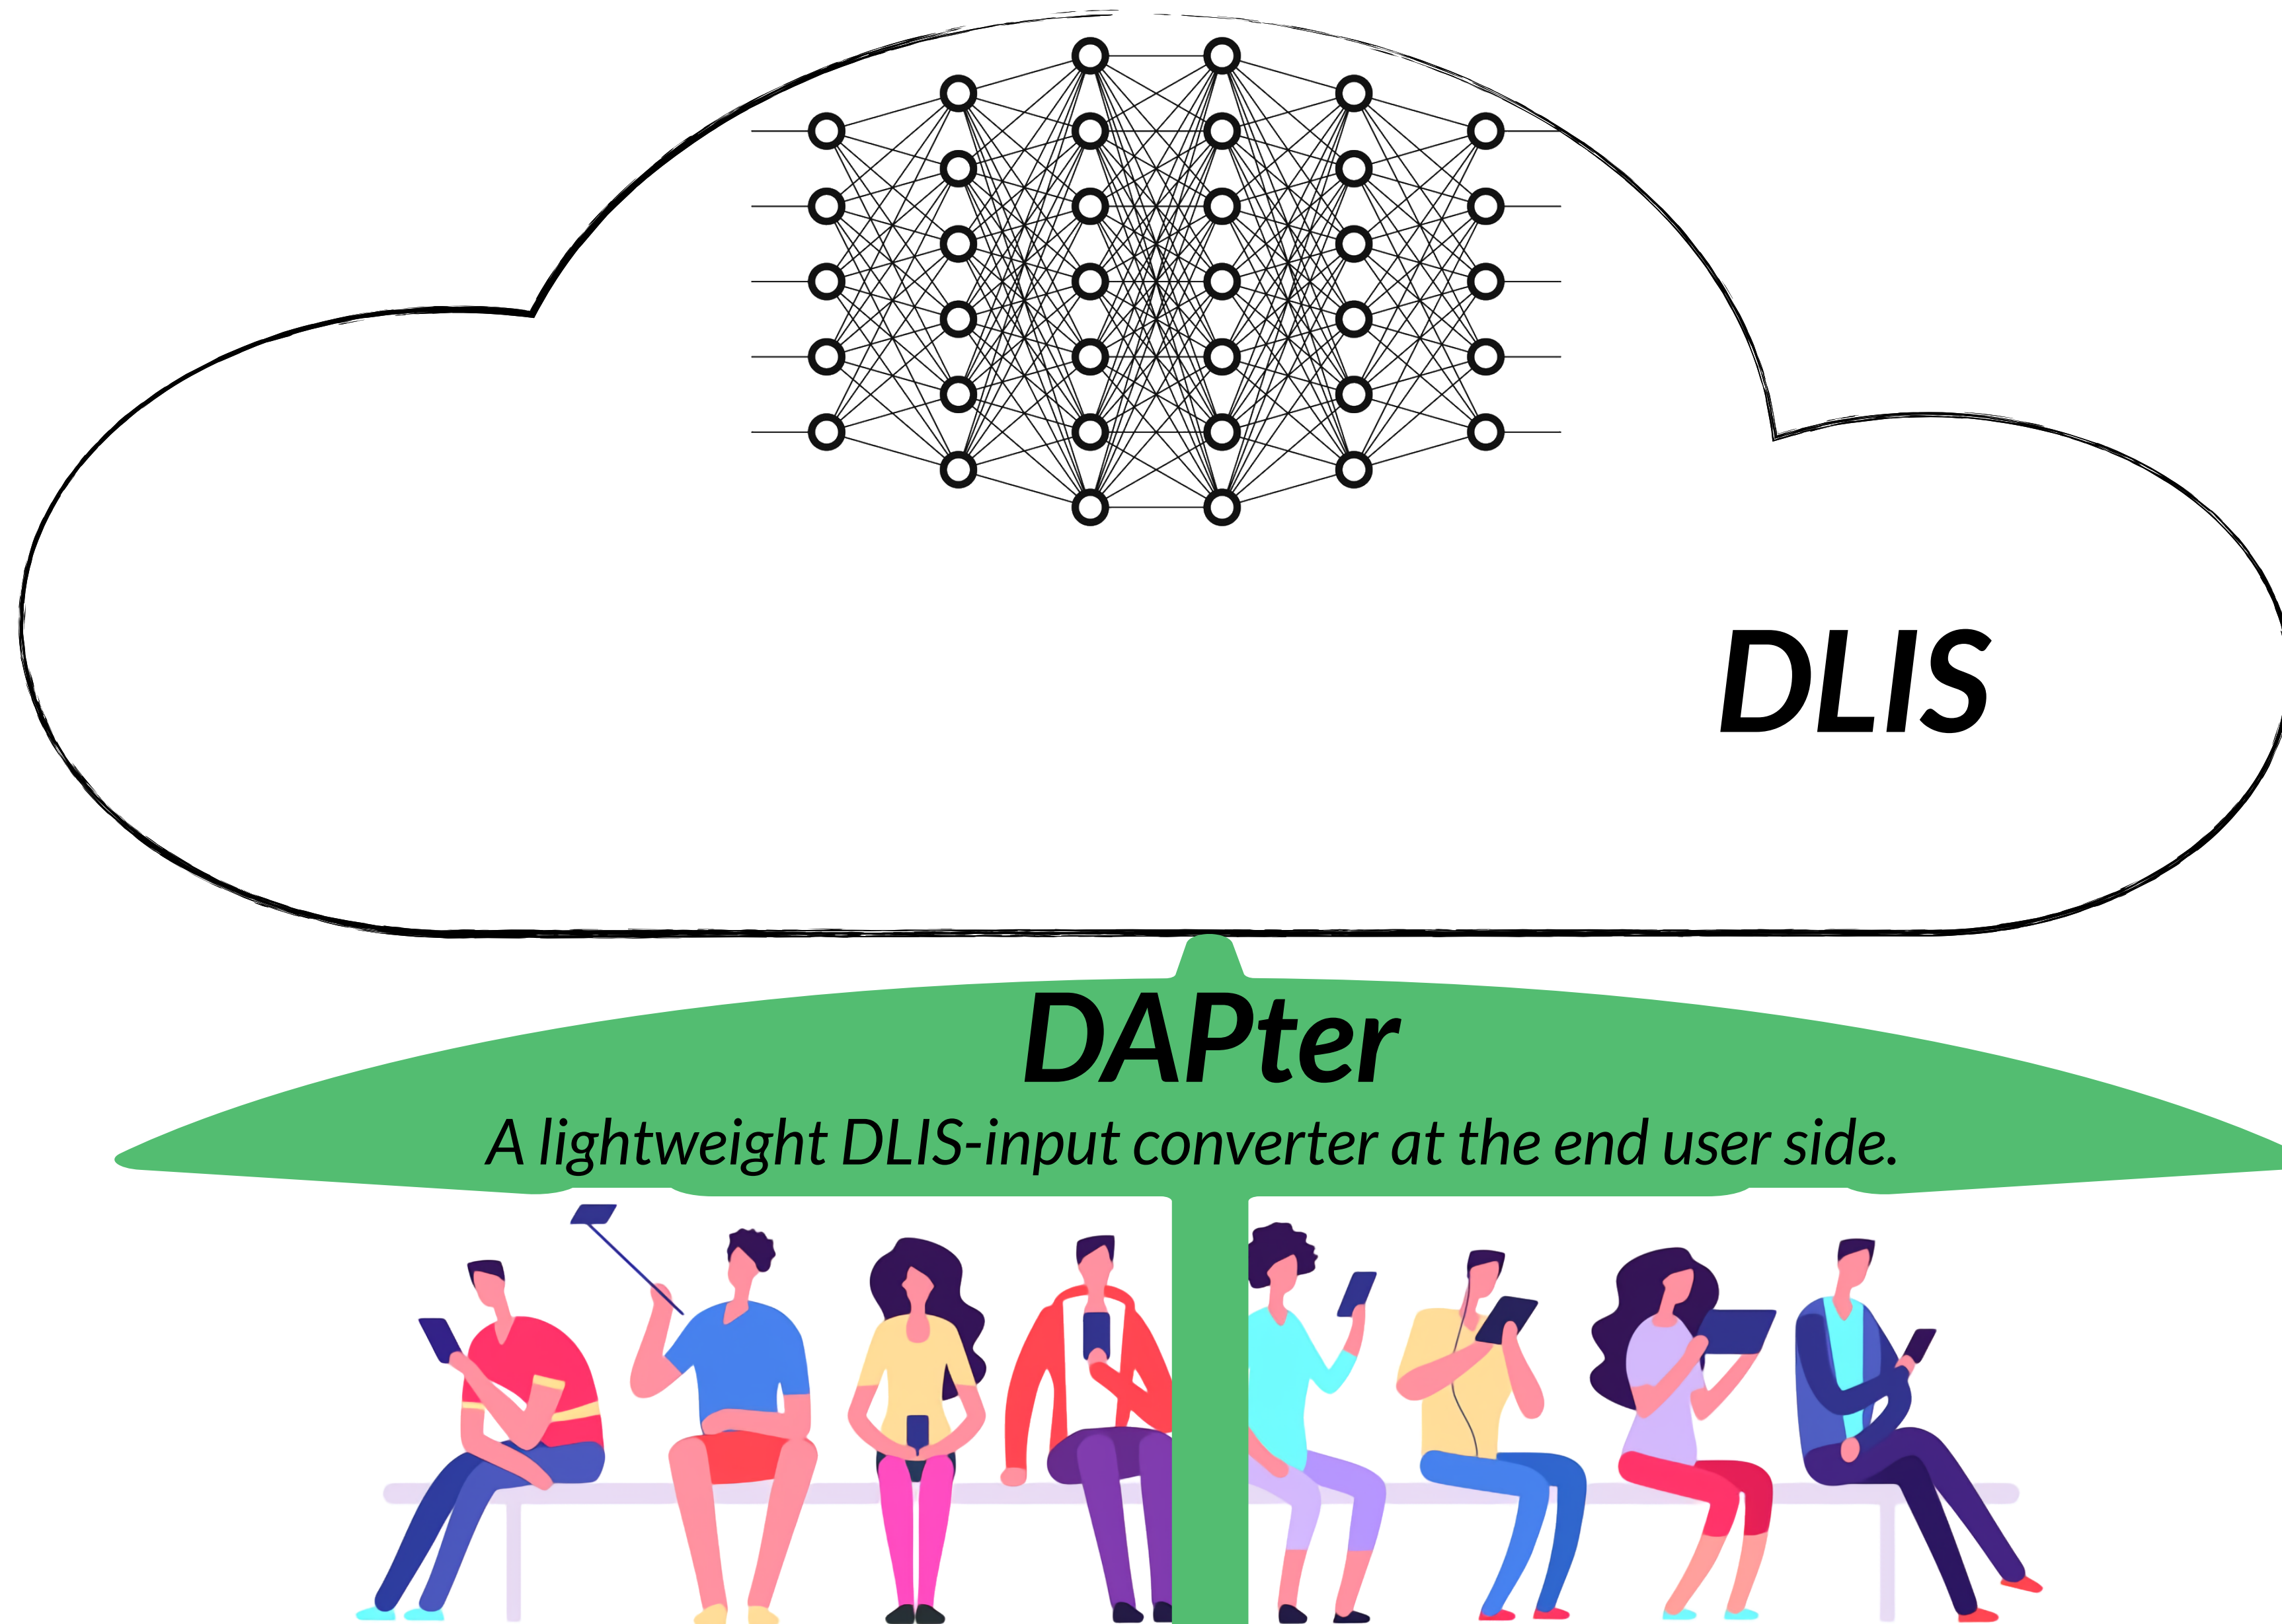 DLIS
DAPter
A lightweight DLIS-input converter at the end user side.